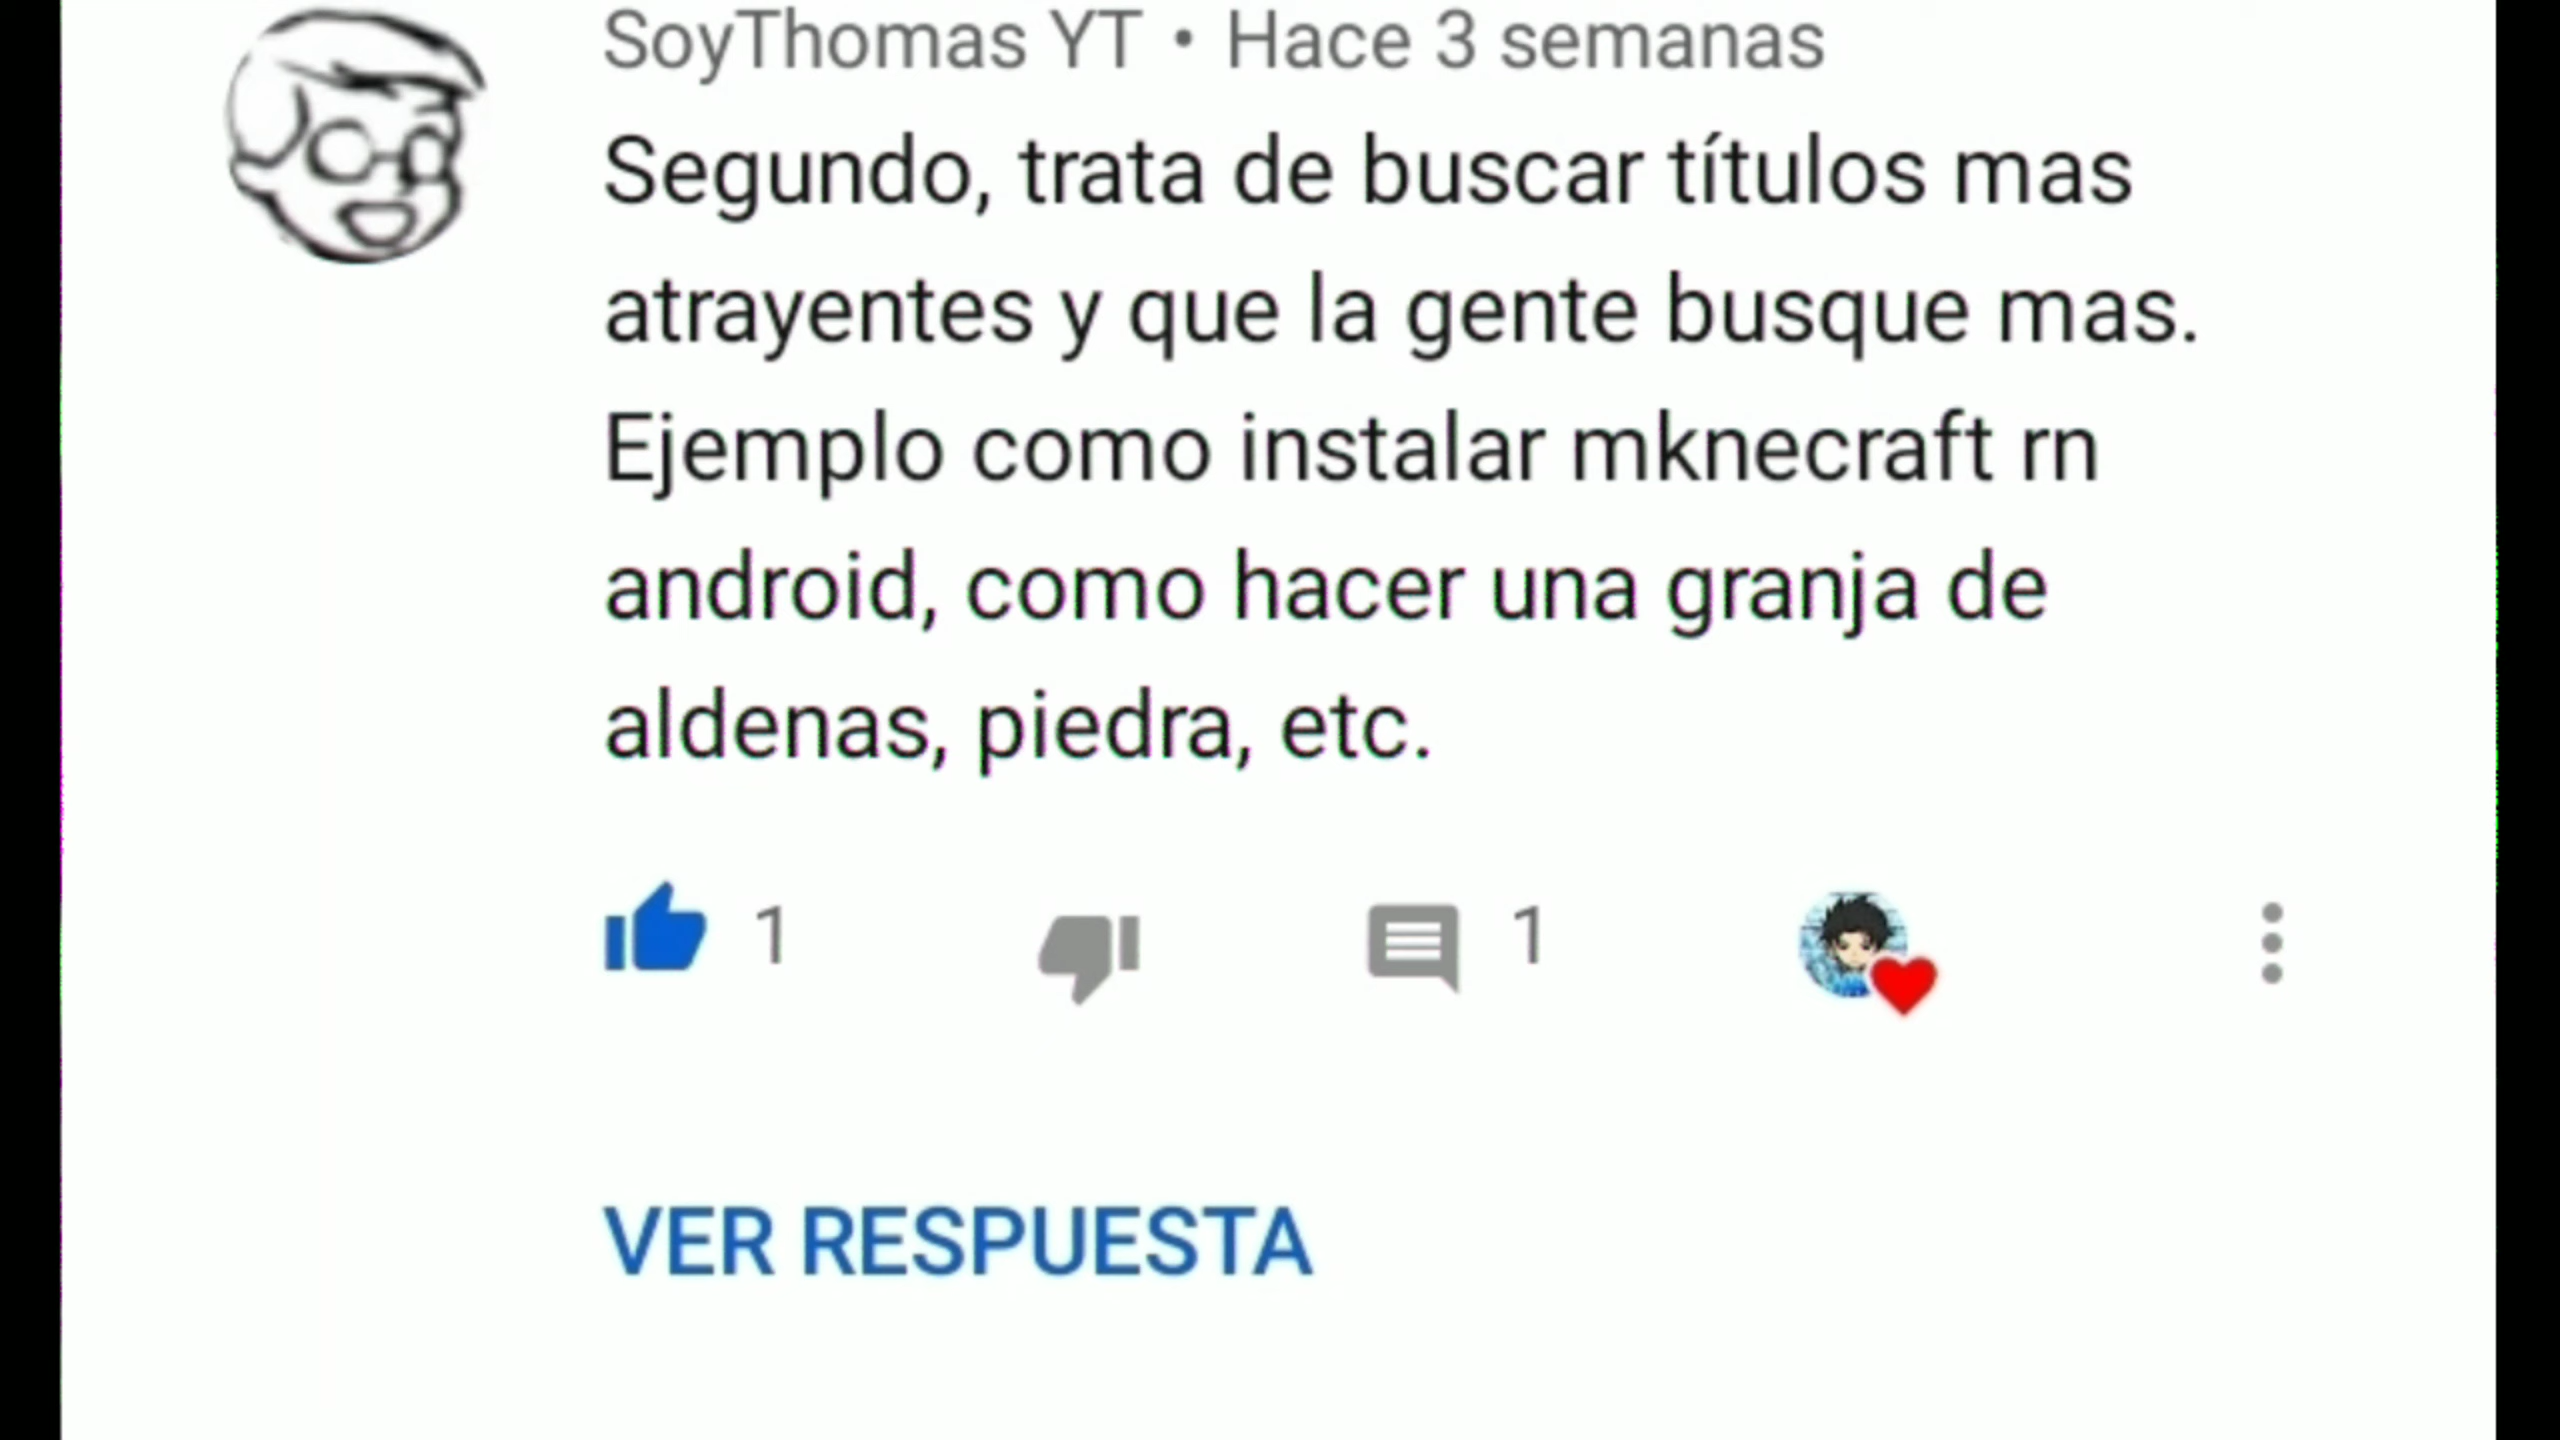 SoyThomas YT • Hace 3 semanas
Segundo, trata de buscar títulos mas
atrayentes y que la gente busque mas.
Ejemplo como instalar mknecraft rn
android, como hacer una granja de
aldenas, piedra, etc.
1 1
VER RESPUESTA